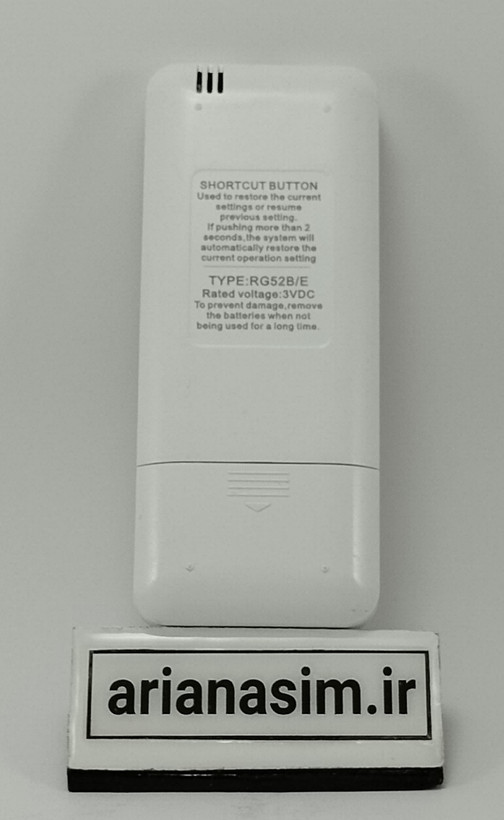 SHORTCUT BUTTON
Used to restore the current
settings or resume
previous setting.
If pushing more than 2
seconds,the system will
automatically restore the
current operation setting
TYPE:RG52B/E
Rated voltage:3VDC
To prevent damage,remove
the batteries when not
being used for a long time.
arianasim.ir